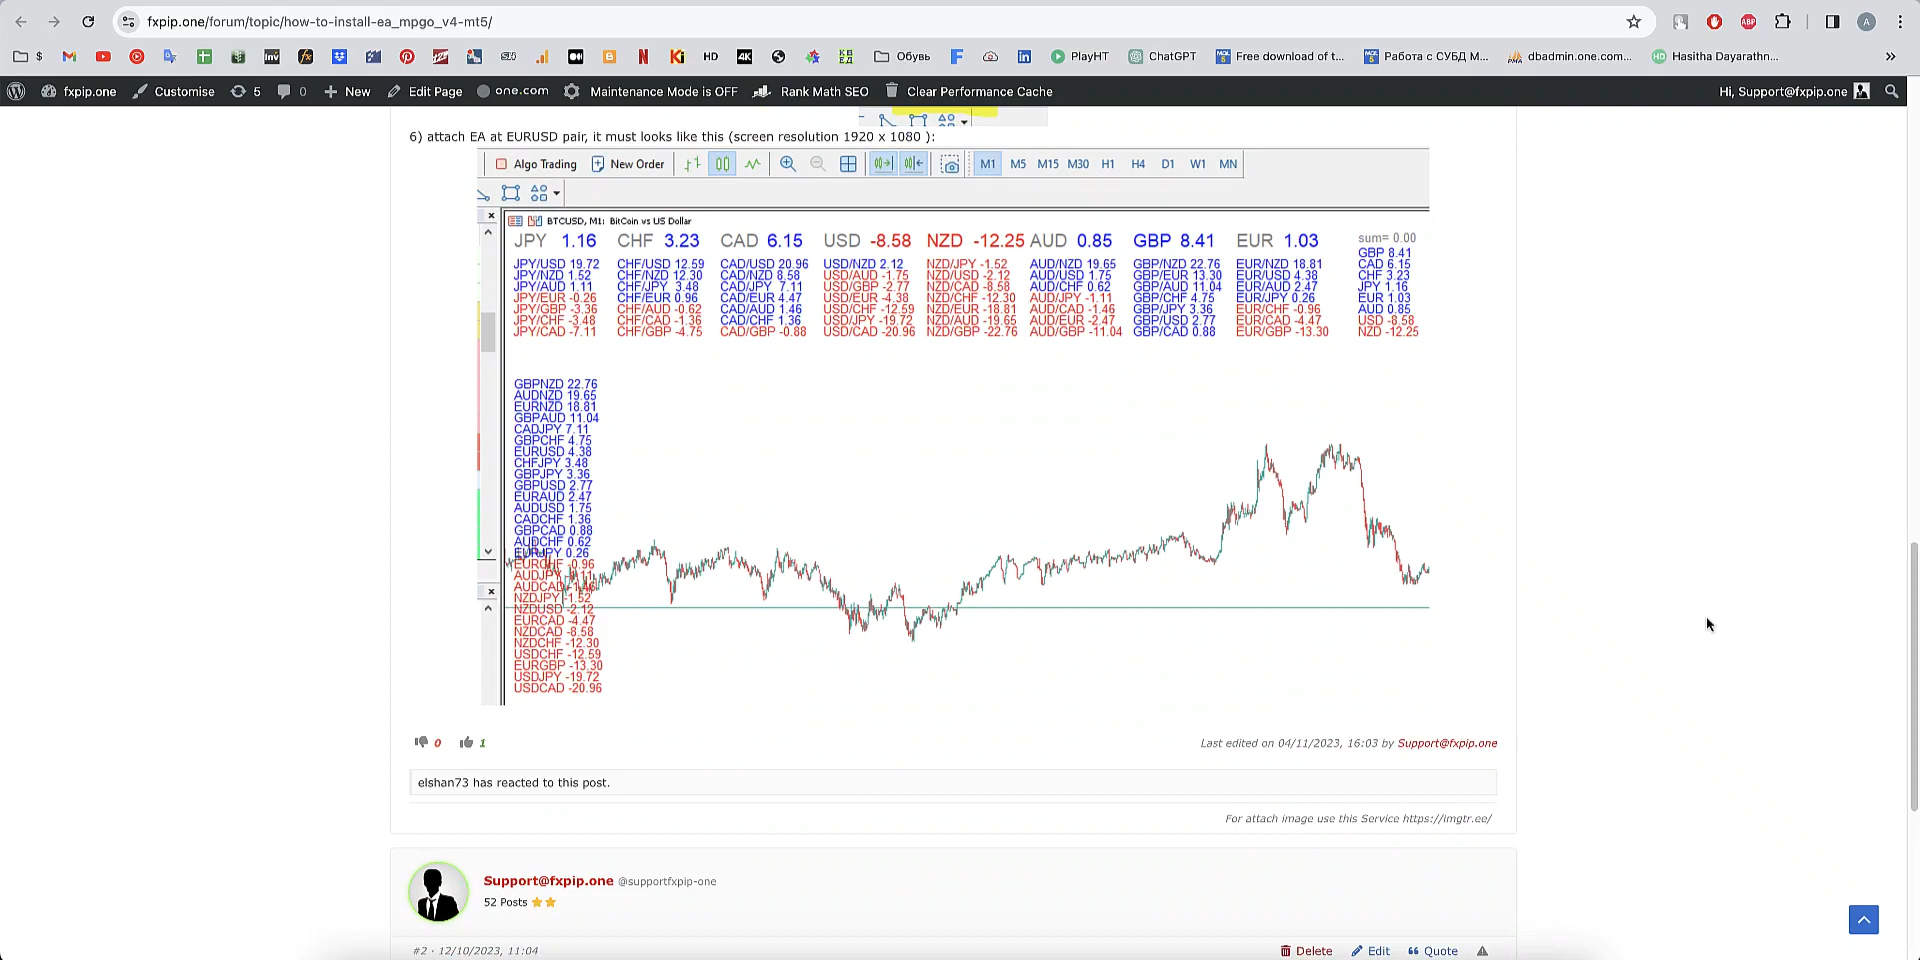 fxpip.one/forum/topic/how-to-install-ea_mpgo_v4-mt5/
$ inv HD 4K Обувь PlayHT ChatGPT Free download of t... Работа с СУБД M... dbadmin.one.com... Hasitha Dayarathn...
fxpip.one Customise 5 0 New Edit Page one.com Maintenance Mode is OFF Rank Math SEO Clear Performance Cache Hi, Support@fxpip.one
6) attach EA at EURUSD pair, it must looks like this (screen resolution 1920 x 1080 ):
Algo Trading New Order M1 M5 M15 M30 H1 H4 D1 W1 MN
BTCUSD, M1: BitCoin vs US Dollar
JPY 1.16 CHF 3.23 CAD 6.15 USD -8.58 NZD -12.25 AUD 0.85 GBP 8.41 EUR 1.03 sum= 0.00
GBP 8.41
JPY/USD 19.72 CHF/USD 12.59 CAD/USD 20.96 USD/NZD 2.12 NZD/JPY -1.52 AUD/NZD 19.65 GBP/NZD 22.76 EUR/NZD 18.81 CAD 6.15
JPY/NZD 1.52 CHF/NZD 12.30 CAD/NZD 8.58 USD/AUD -1.75 NZD/USD -2.12 AUD/USD 1.75 GBP/EUR 13.30 EUR/USD 4.38 CHF 3.23
JPY/AUD 1.11 CHF/JPY 3.48 CAD/JPY 7.11 USD/GBP -2.77 NZD/CAD -8.58 AUD/CHF 0.62 GBP/AUD 11.04 EUR/AUD 2.47 JPY 1.16
JPY/EUR -0.26 CHF/EUR 0.96 CAD/EUR 4.47 USD/EUR -4.38 NZD/CHF -12.30 AUD/JPY -1.11 GBP/CHF 4.75 EUR/JPY 0.26 EUR 1.03
JPY/GBP -3.36 CHF/AUD -0.62 CAD/AUD 1.46 USD/CHF -12.59 NZD/EUR -18.81 AUD/CAD -1.46 GBP/JPY 3.36 EUR/CHF -0.96 AUD 0.85
JPY/CHF -3.48 CHF/CAD -1.36 CAD/CHF 1.36 USD/JPY -19.72 NZD/AUD -19.65 AUD/EUR -2.47 GBP/USD 2.77 EUR/CAD -4.47 USD -8.58
JPY/CAD -7.11 CHF/GBP -4.75 CAD/GBP -0.88 USD/CAD -20.96 NZD/GBP -22.76 AUD/GBP -11.04 GBP/CAD 0.88 EUR/GBP -13.30 NZD -12.25
GBPNZD 22.76
AUDNZD 19.65
EURNZD 18.81
GBPAUD 11.04
CADJPY 7.11
GBPCHF 4.75
EURUSD 4.38
CHFJPY 3.48
GBPJPY 3.36
GBPUSD 2.77
EURAUD 2.47
AUDUSD 1.75
CADCHF 1.36
GBPCAD 0.88
AUDCHF 0.62
EURJPY 0.26
EURCHF -0.96
AUDJPY -1.11
AUDCAD -1.46
NZDJPY -1.52
NZDUSD -2.12
EURCAD -4.47
NZDCAD -8.58
NZDCHF -12.30
USDCHF -12.59
EURGBP -13.30
USDJPY -19.72
USDCAD -20.96
0 1 Last edited on 04/11/2023, 16:03 by Support@fxpip.one
elshan73 has reacted to this post.
For attach image use this Service https://imgtr.ee/
Support@fxpip.one @supportfxpip-one
52 Posts
#2 · 12/10/2023, 11:04 Delete Edit Quote